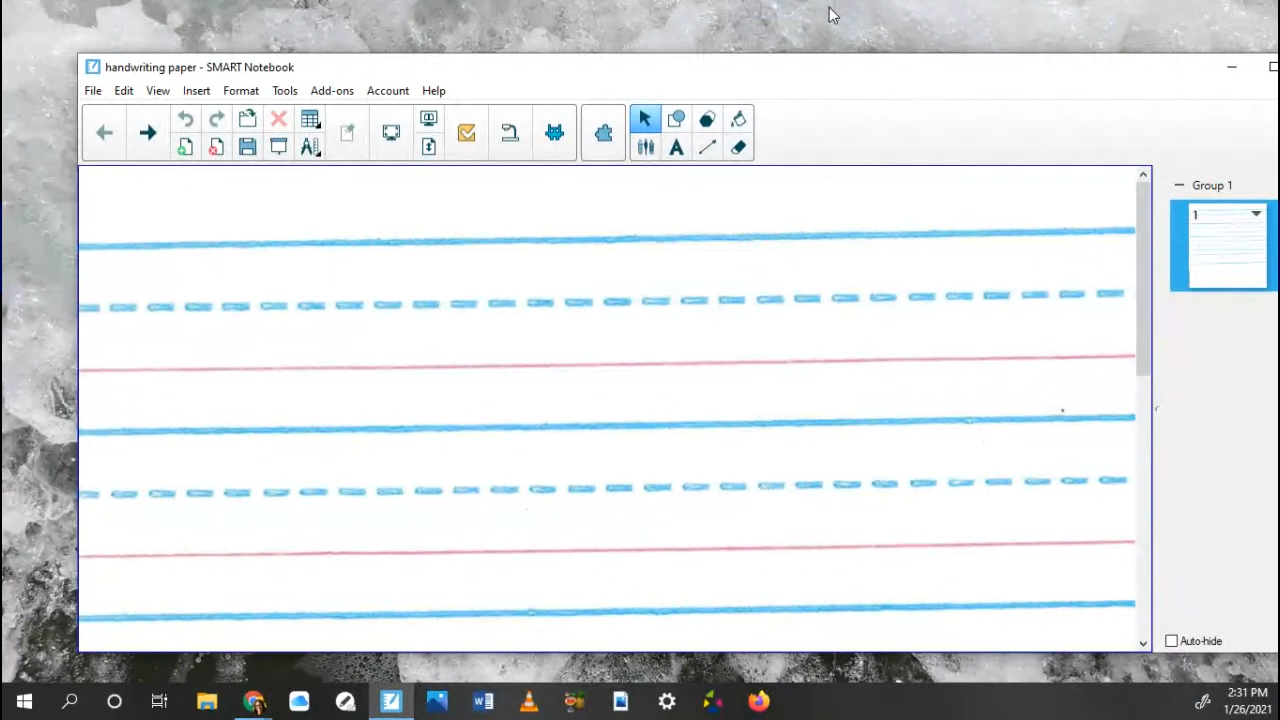 handwriting paper - SMART Notebook
File Edit View Insert Format Tools Add-ons Account Help
Group 1
1
Auto-hide
2:31 PM
1/26/2021